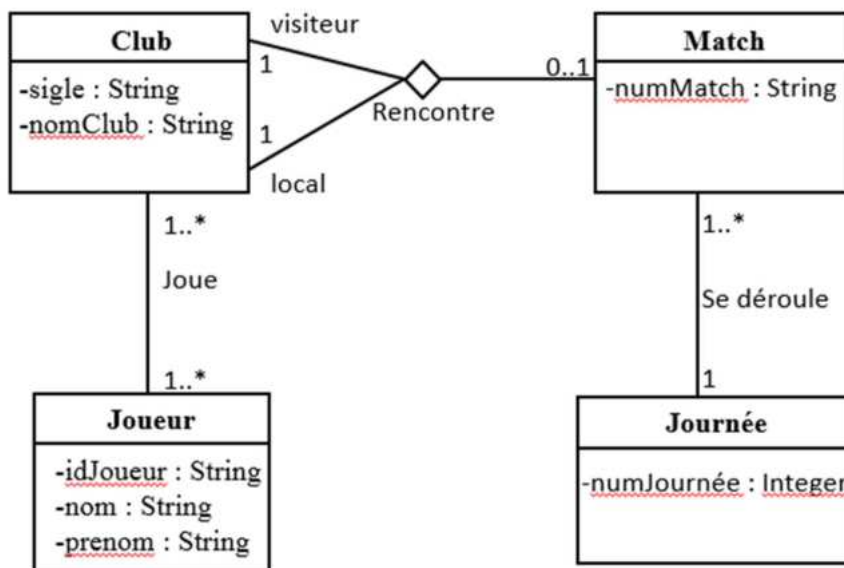 Club
-sigle : String
-nomClub : String
visiteur
1
1
local
Rencontre
0..1
Match
-numMatch : String
1..*
Joue
1..*
1..*
Se déroule
1
Joueur
-idJoueur : String
-nom : String
-prenom : String
Journée
-numJournée : Integer